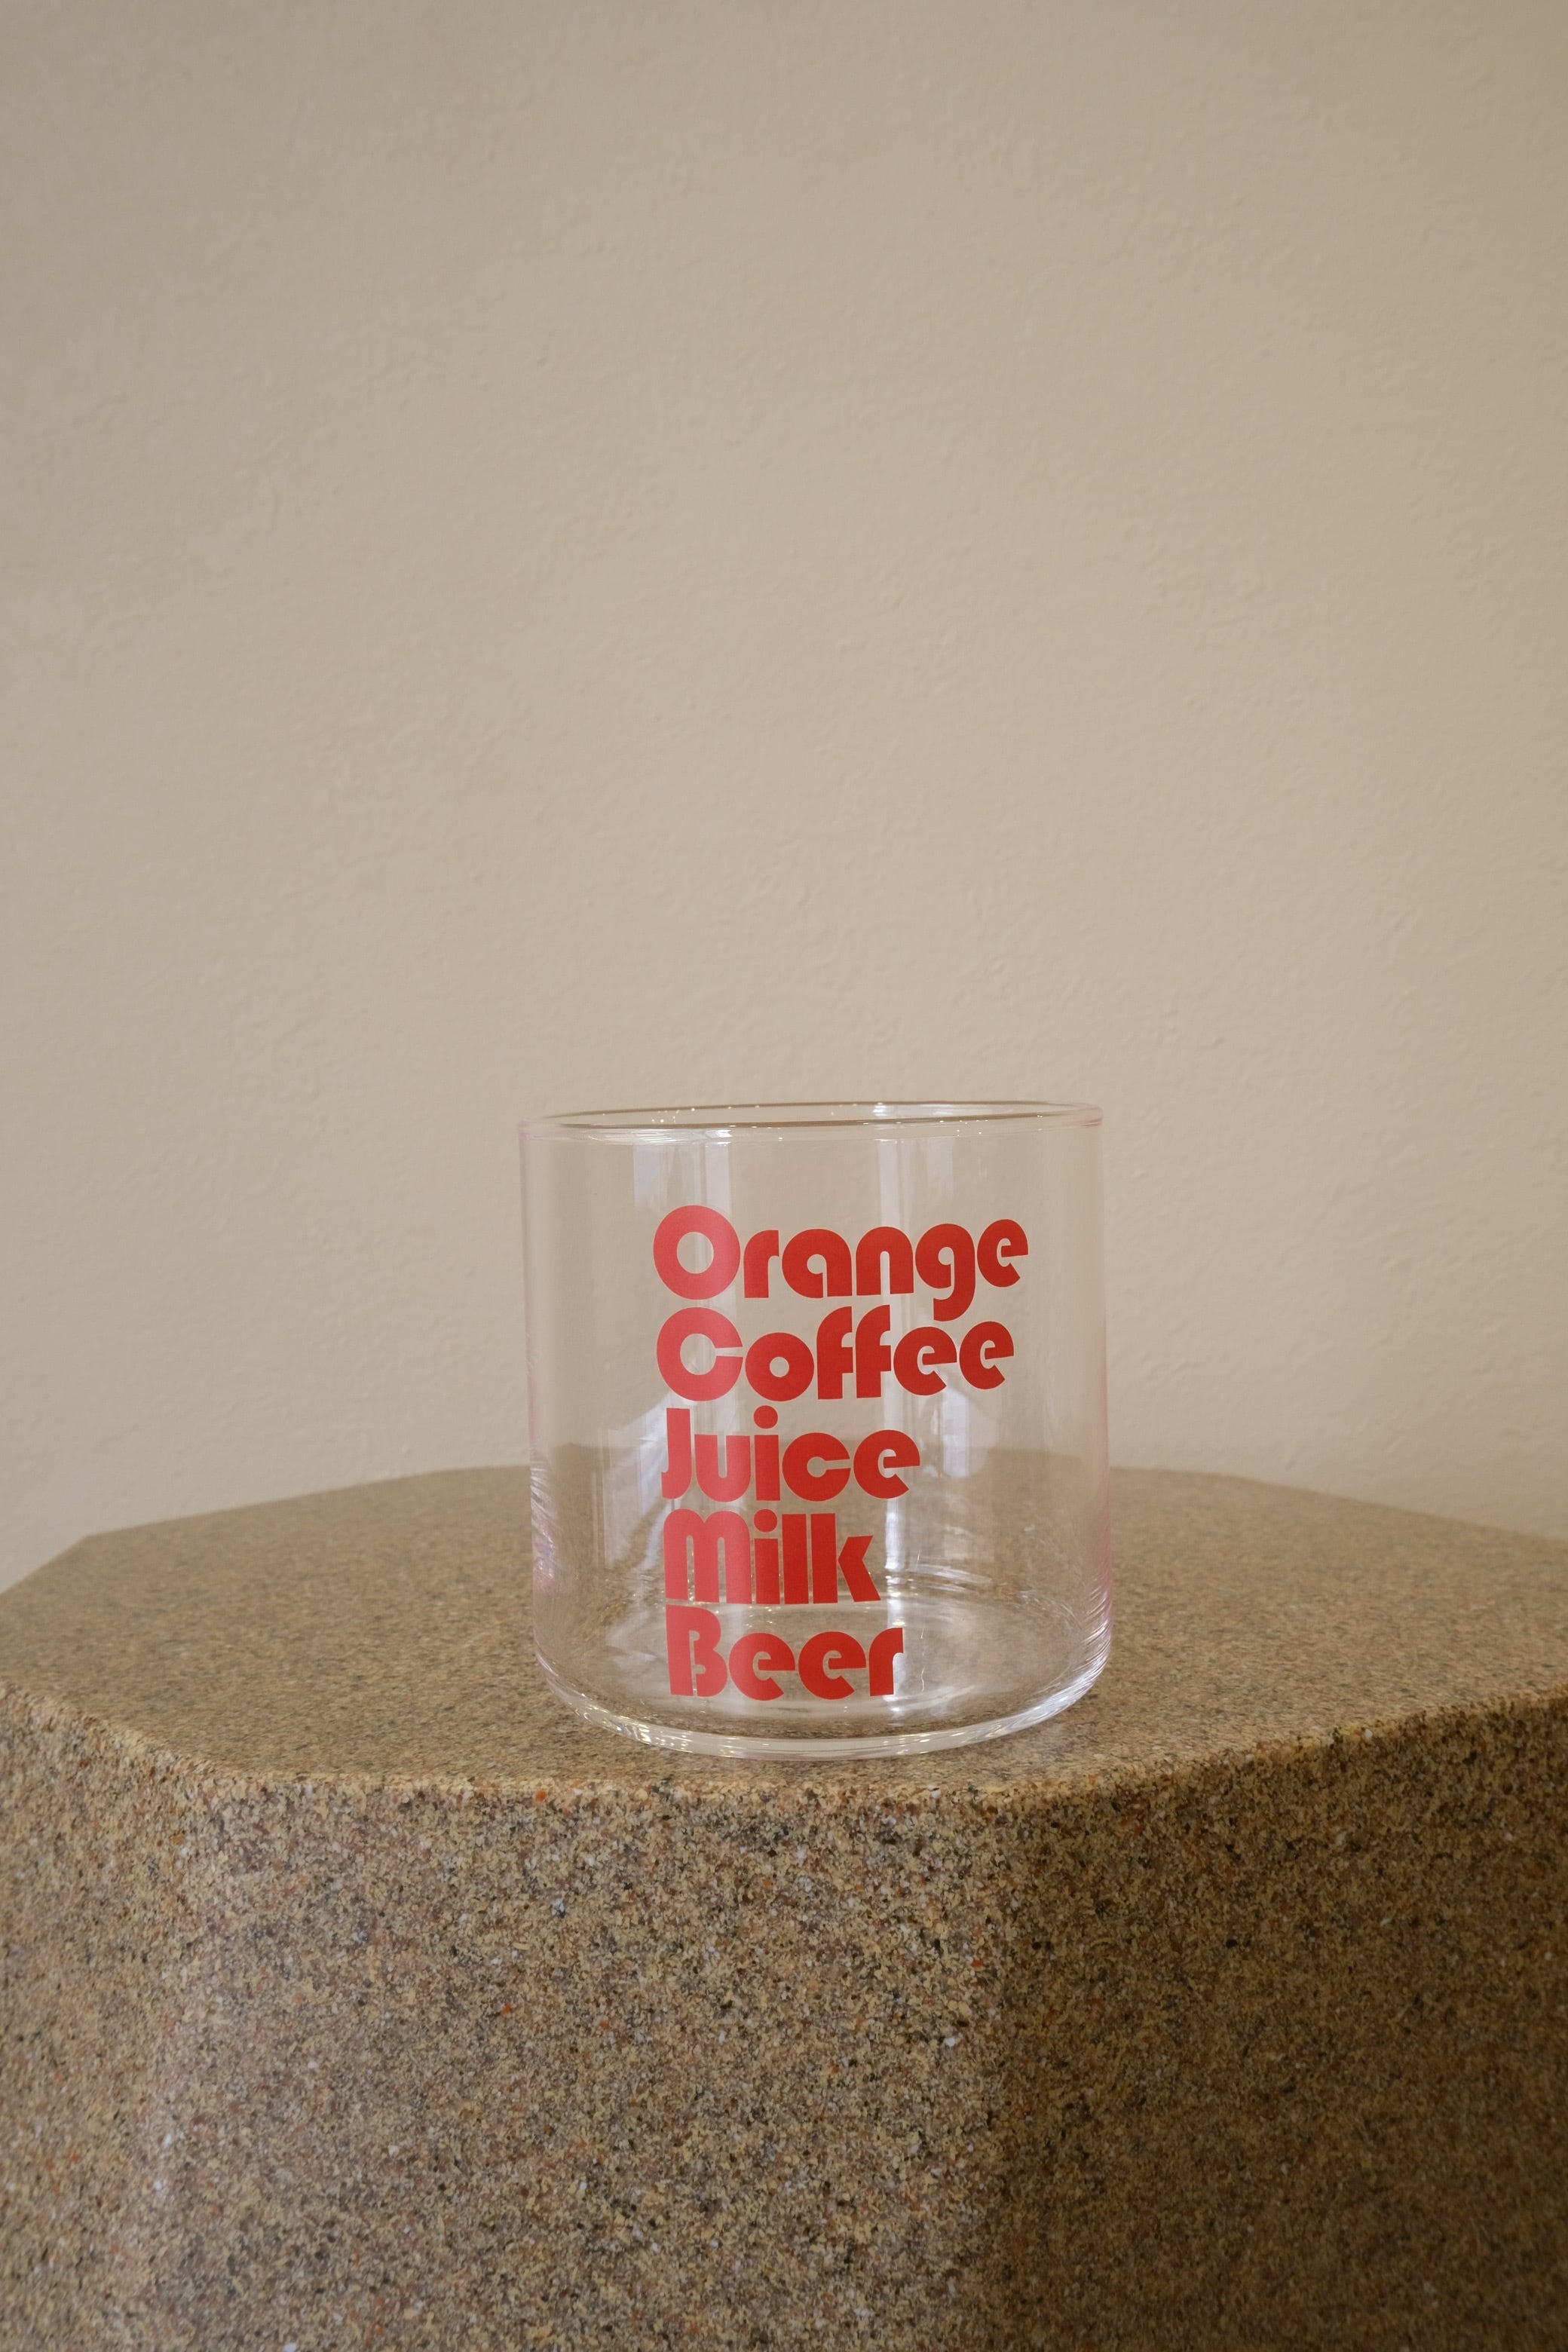 Orange
Coffee
Juice
Milk
Beer